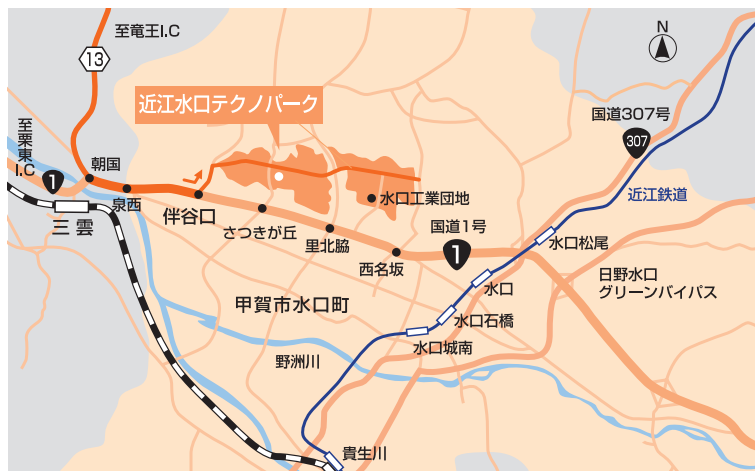 至竜王I.C
13
N
近江水口テクノパーク
国道307号
307
至栗東I.C
1
朝国
泉西
三雲
伴谷口
さつきが丘
里北脇
水口工業団地
国道1号
1
西名坂
近江鉄道
水口松尾
水口
日野水口
グリーンバイパス
甲賀市水口町
水口石橋
水口城南
野洲川
貴生川